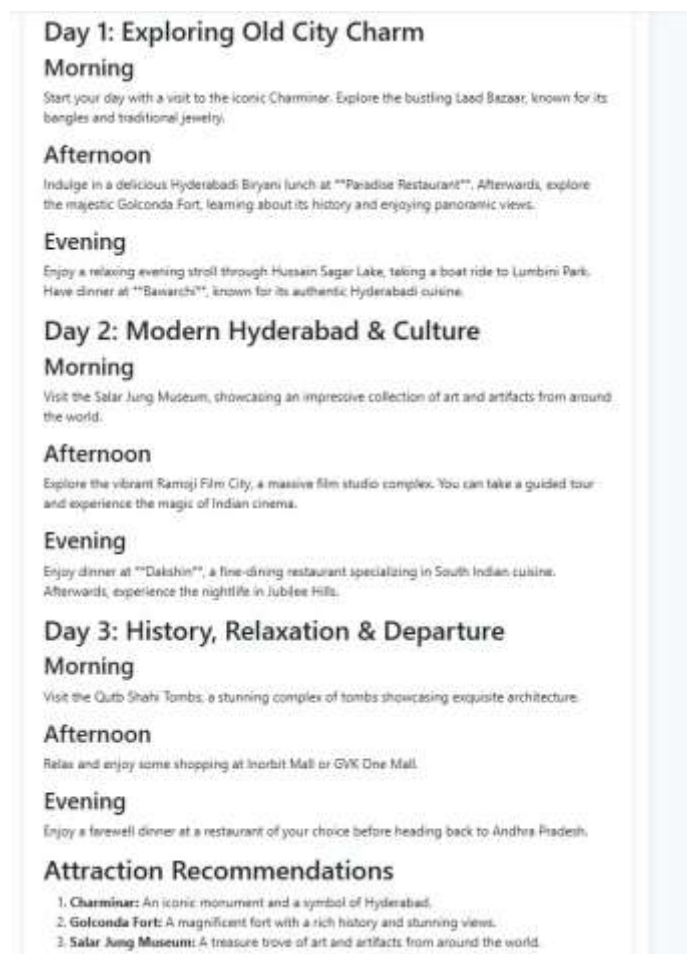 Day 1: Exploring Old City Charm
Morning
Start your day with a visit to the iconic Charminar. Explore the bustling Laad Bazaar, known for its
bangles and traditional jewelry.
Afternoon
Indulge in a delicious Hyderabadi Biryani lunch at **Paradise Restaurant**. Afterwards, explore
the majestic Golconda Fort, learning about its history and enjoying panoramic views.
Evening
Enjoy a relaxing evening stroll through Hussain Sagar Lake, taking a boat ride to Lumbini Park.
Have dinner at **Bawarchi**, known for its authentic Hyderabadi cuisine.
Day 2: Modern Hyderabad & Culture
Morning
Visit the Salar Jung Museum, showcasing an impressive collection of art and artifacts from around
the world.
Afternoon
Explore the vibrant Ramoji Film City, a massive film studio complex. You can take a guided tour
and experience the magic of Indian cinema.
Evening
Enjoy dinner at **Dakshin**, a fine-dining restaurant specializing in South Indian cuisine.
Afterwards, experience the nightlife in Jubilee Hills.
Day 3: History, Relaxation & Departure
Morning
Visit the Qutb Shahi Tombs, a stunning complex of tombs showcasing exquisite architecture.
Afternoon
Relax and enjoy some shopping at Inorbit Mall or GVK One Mall.
Evening
Enjoy a farewell dinner at a restaurant of your choice before heading back to Andhra Pradesh.
Attraction Recommendations
1. Charminar: An iconic monument and a symbol of Hyderabad.
2. Golconda Fort: A magnificent fort with a rich history and stunning views.
3. Salar Jung Museum: A treasure trove of art and artifacts from around the world.